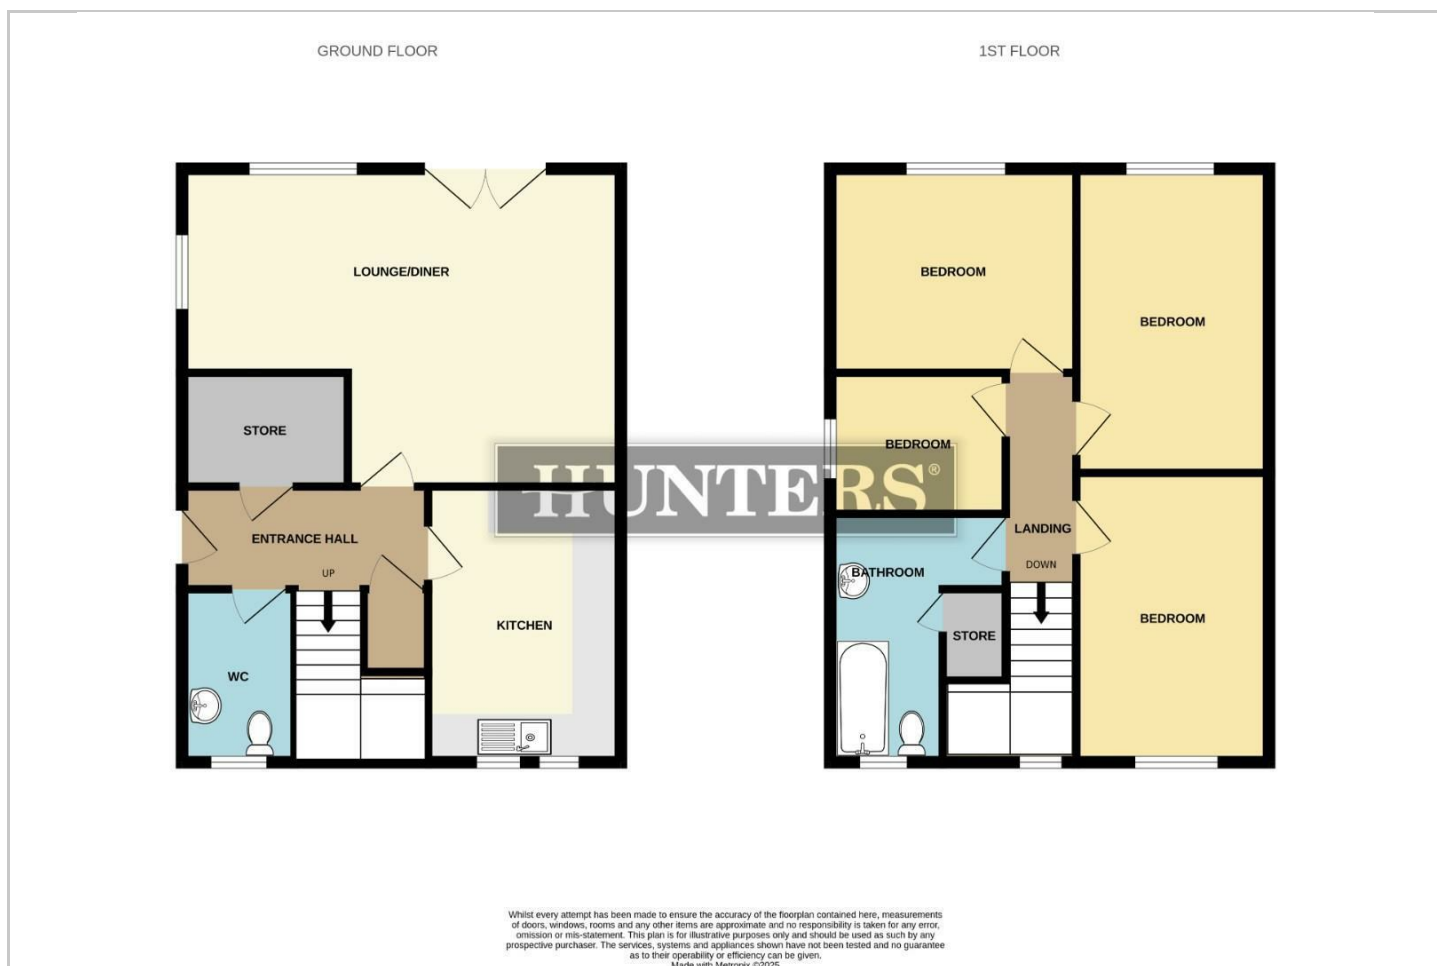 GROUND FLOOR
1ST FLOOR
LOUNGE/DINER
STORE
ENTRANCE HALL
UP
WC
KITCHEN
BEDROOM
BEDROOM
BEDROOM
HUNTERS®
LANDING
DOWN
BATHROOM
STORE
BEDROOM
Whilst every attempt has been made to ensure the accuracy of the floorplan contained here, measurements
of doors, windows, rooms and any other items are approximate and no responsibility is taken for any error,
omission or mis-statement. This plan is for illustrative purposes only and should be used as such by any
prospective purchaser. The services, systems and appliances shown have not been tested and no guarantee
as to their operability or efficiency can be given.
Made with Metropix ©2025